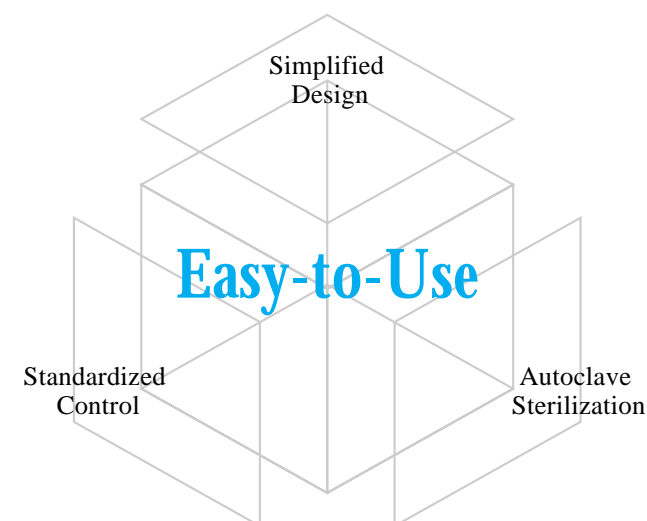 Simplified
Design
Easy-to-Use
Standardized
Control
Autoclave
Sterilization